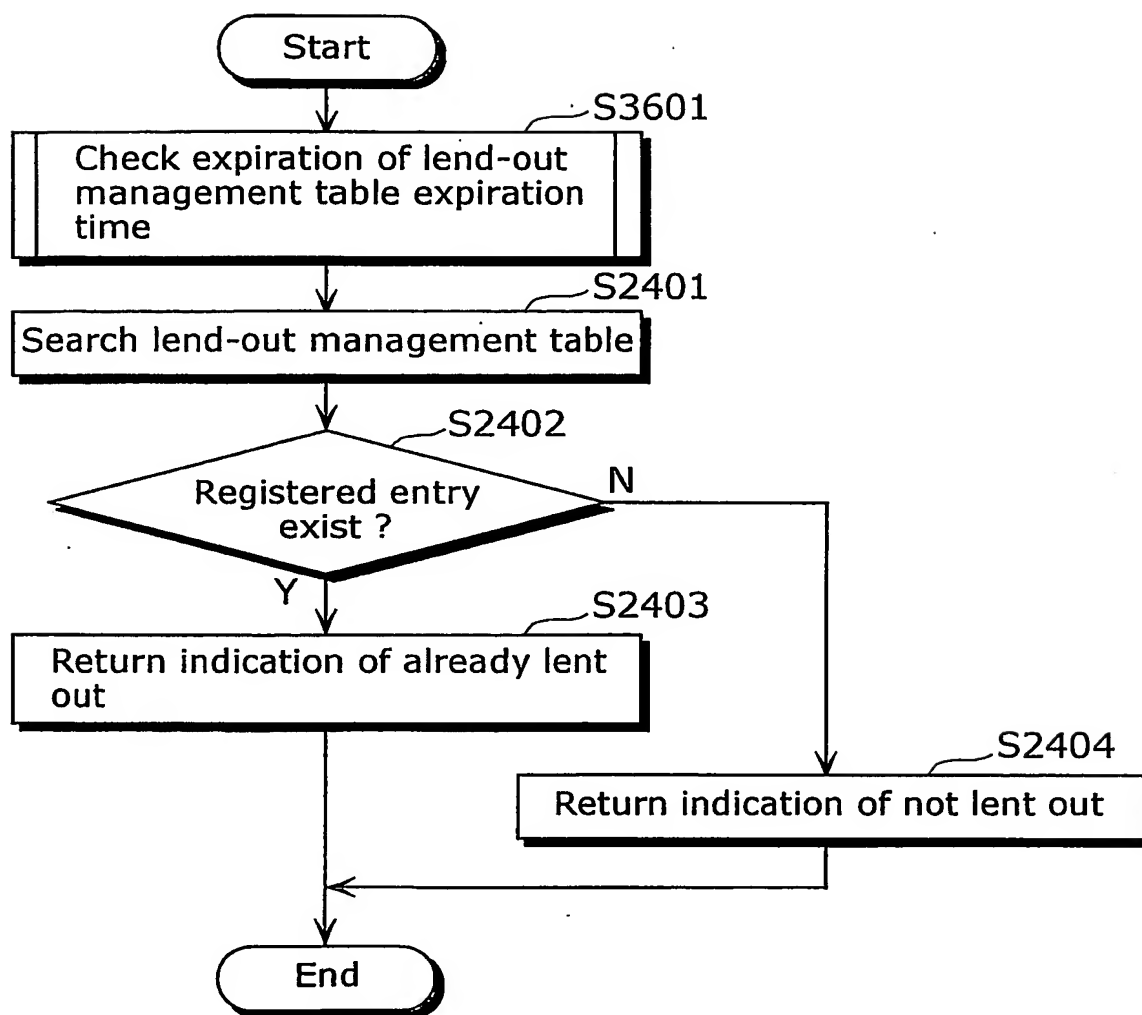 Start
S3601
Check expiration of lend-out
management table expiration
time
S2401
Search lend-out management table
S2402
Registered entry
exist ?
N
Y
S2403
Return indication of already lent
out
S2404
Return indication of not lent out
End